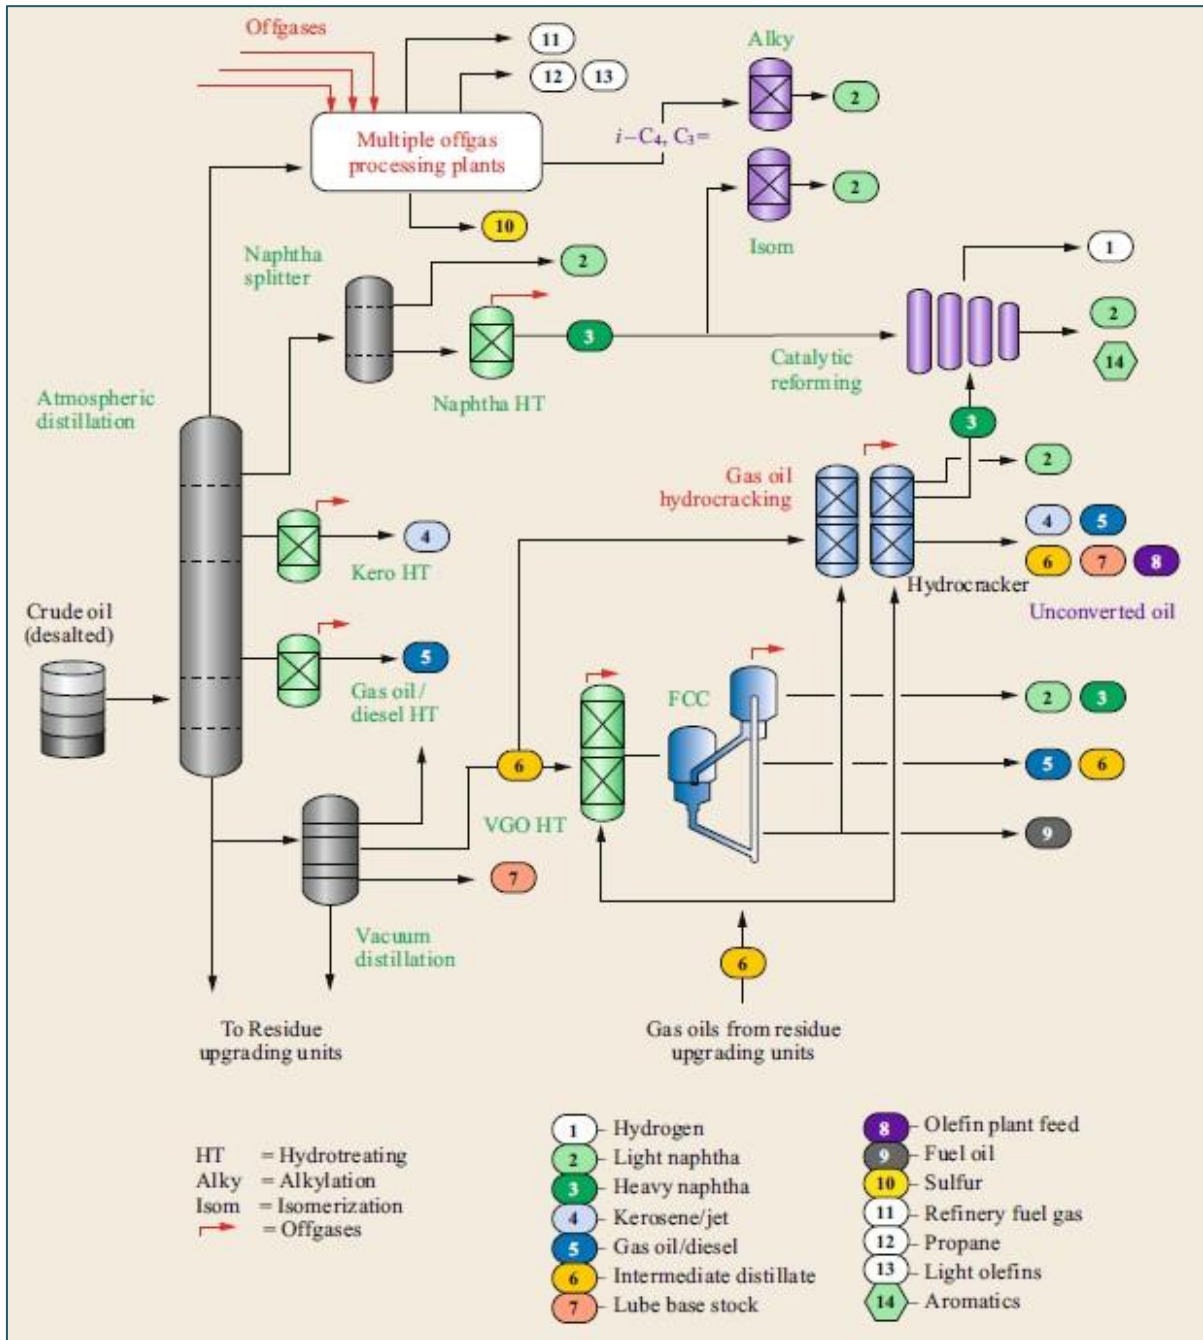 Offgases
11
12 13
Alky
2
Multiple offgas
processing plants
i–C₄, C₃=
2
10
Isom
Naphtha
splitter
2
1
3
2
Catalytic
reforming
14
Atmospheric
distillation
Naphtha HT
3
Gas oil
hydrocracking
2
4
Kero HT
4 5
6 7 8
Hydrocracker
Unconverted oil
Crude oil
(desalted)
5
Gas oil/
diesel HT
FCC
2 3
6
5 6
VGO HT
9
7
Vacuum
distillation
6
To Residue
upgrading units
Gas oils from residue
upgrading units
HT = Hydrotreating
Alky = Alkylation
Isom = Isomerization
= Offgases
1 Hydrogen
2 Light naphtha
3 Heavy naphtha
4 Kerosene/jet
5 Gas oil/diesel
6 Intermediate distillate
7 Lube base stock
8 Olefin plant feed
9 Fuel oil
10 Sulfur
11 Refinery fuel gas
12 Propane
13 Light olefins
14 Aromatics